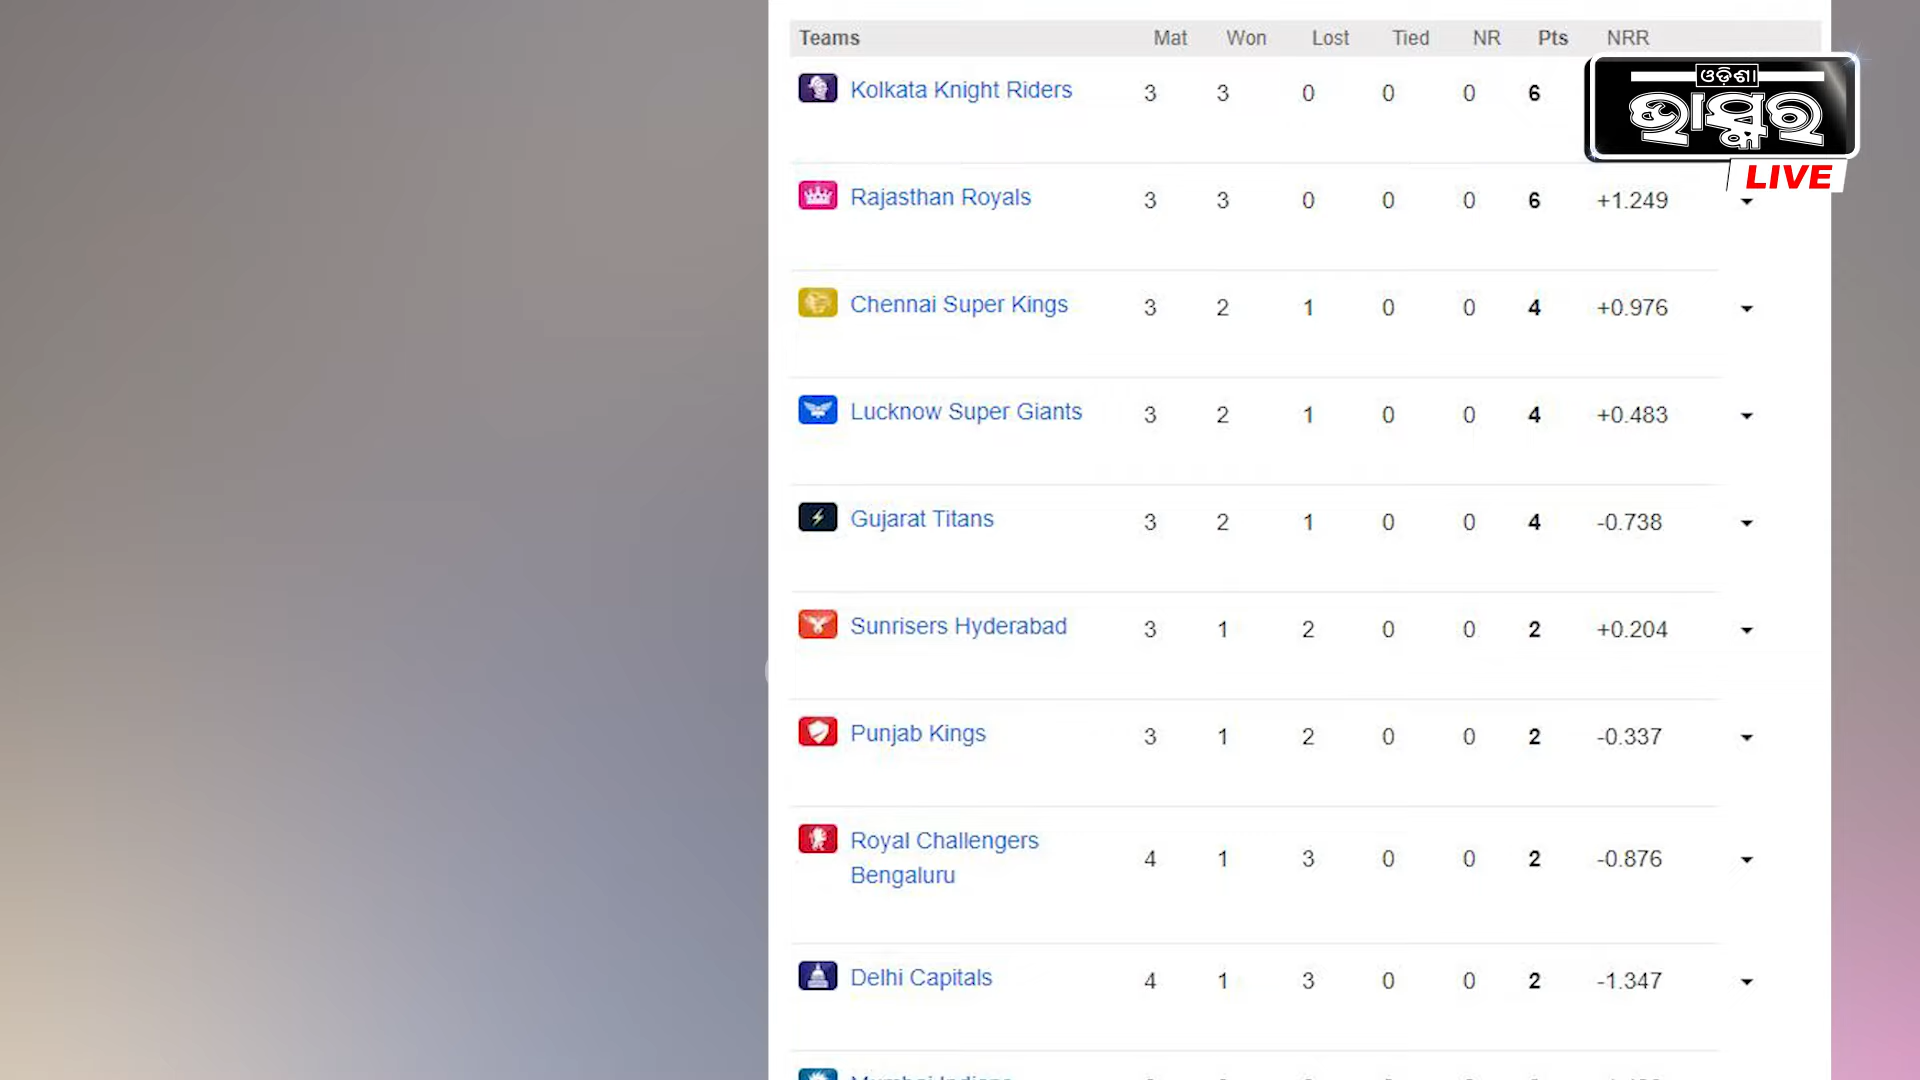 Teams Mat Won Lost Tied NR Pts NRR
ଓଡ଼ିଶା
ଭାସ୍କର
LIVE
Kolkata Knight Riders 3 3 0 0 0 6
Rajasthan Royals 3 3 0 0 0 6 +1.249
Chennai Super Kings 3 2 1 0 0 4 +0.976
Lucknow Super Giants 3 2 1 0 0 4 +0.483
Gujarat Titans 3 2 1 0 0 4 -0.738
Sunrisers Hyderabad 3 1 2 0 0 2 +0.204
Punjab Kings 3 1 2 0 0 2 -0.337
Royal Challengers
Bengaluru 4 1 3 0 0 2 -0.876
Delhi Capitals 4 1 3 0 0 2 -1.347
Mumbai Indians